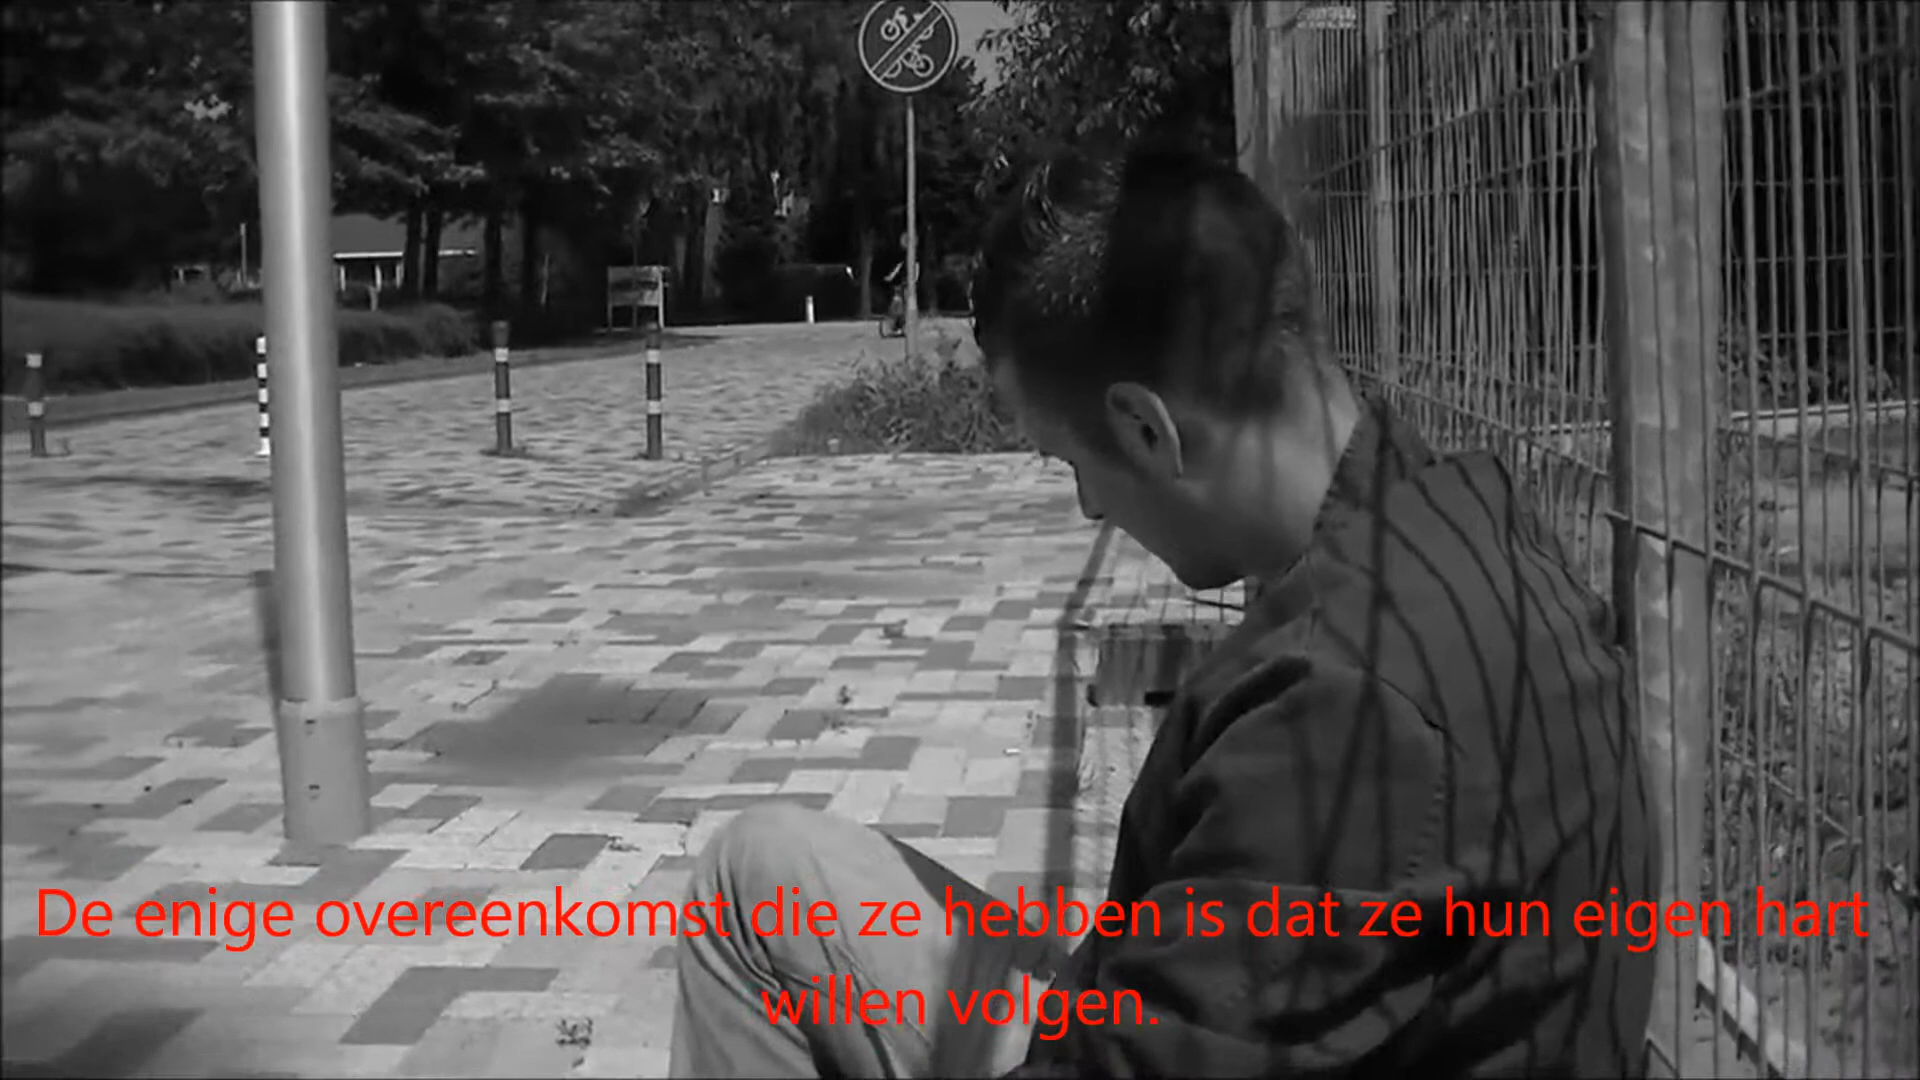 De enige overeenkomst die ze hebben is dat ze hun eigen hart
willen volgen.